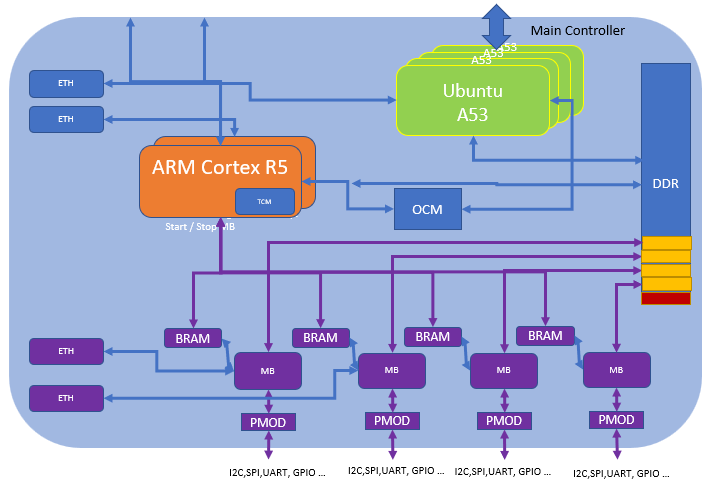 Main Controller
A53
A53
ETH
Ubuntu
A53
ETH
ARM Cortex R5
DDR
TCM
OCM
Start / Stop MB
BRAM
BRAM
BRAM
BRAM
ETH
MB
MB
MB
MB
ETH
PMOD
PMOD
PMOD
PMOD
I2C,SPI,UART, GPIO ...
I2C,SPI,UART, GPIO ...
I2C,SPI,UART, GPIO ...
I2C,SPI,UART, GPIO ...